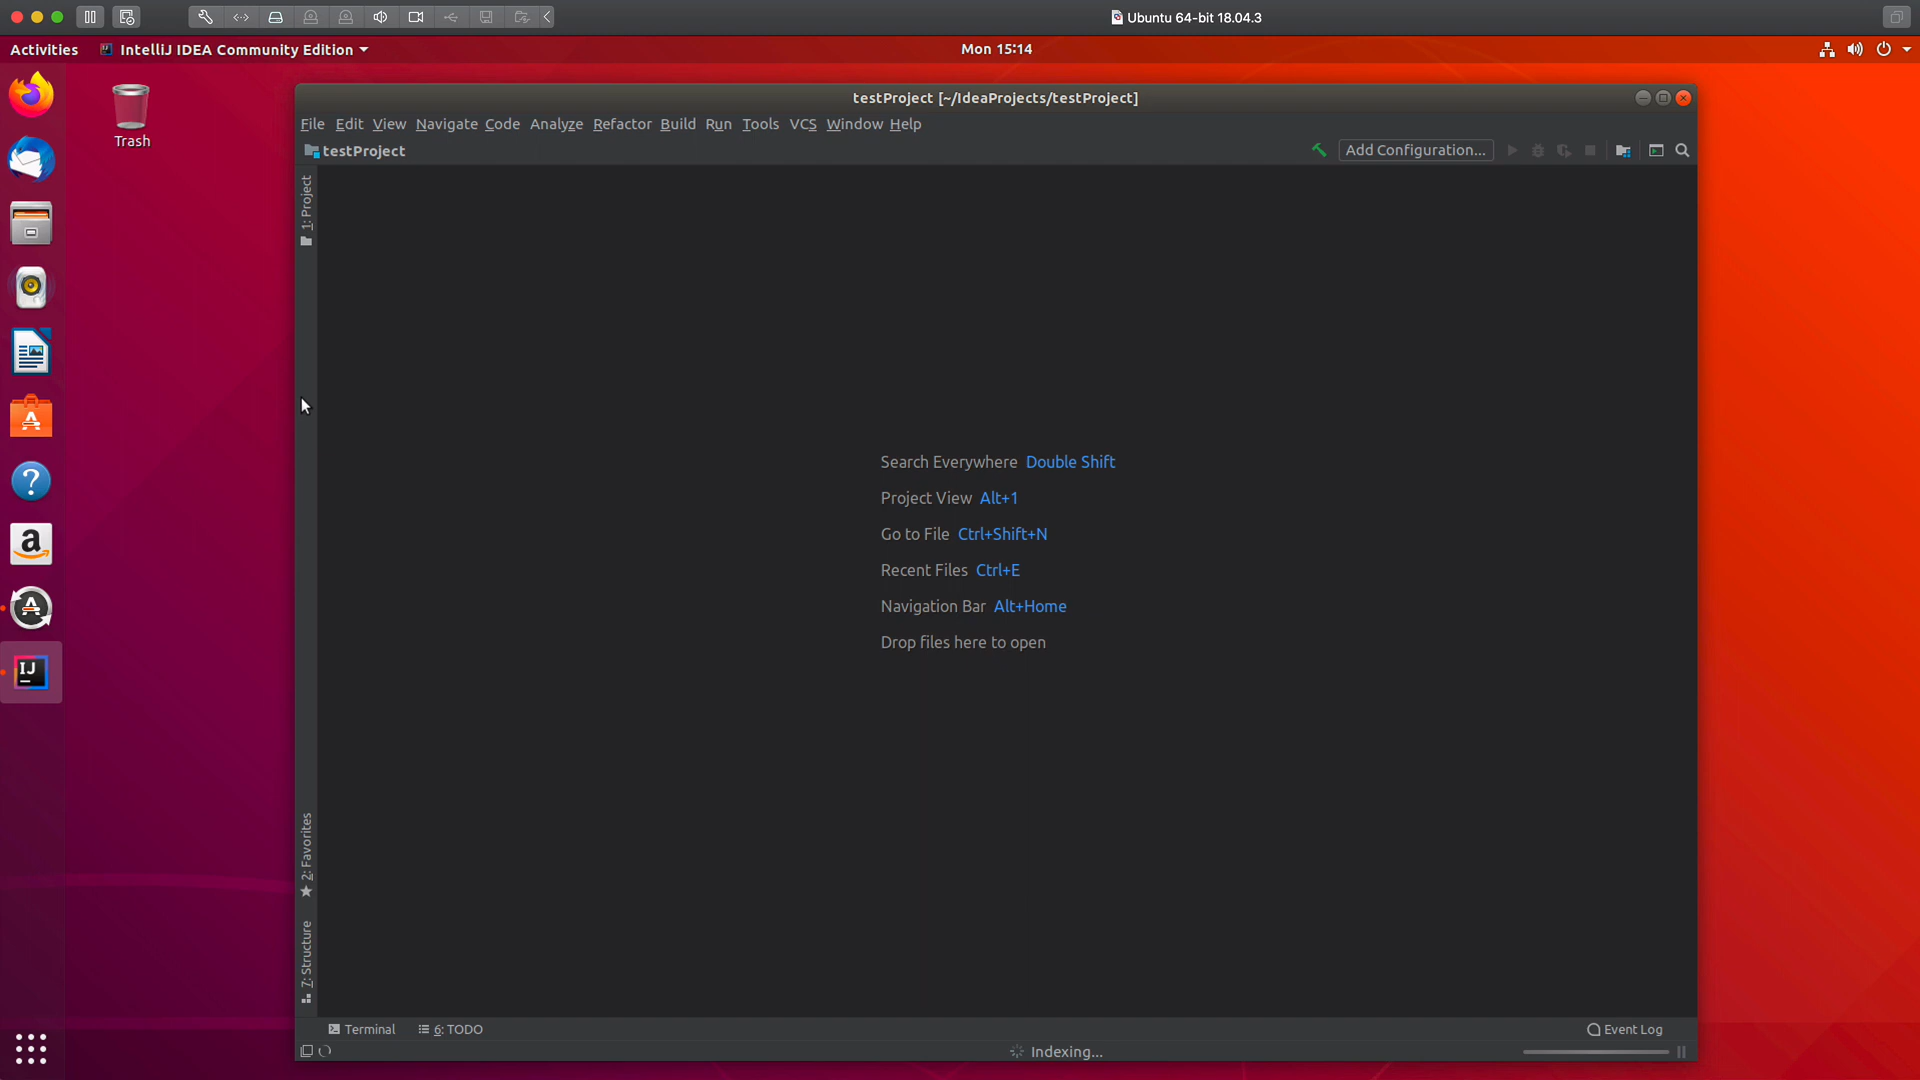 Ubuntu 64-bit 18.04.3
Activities
IntelliJ IDEA Community Edition
Mon 15:14
Trash
testProject [~/IdeaProjects/testProject]
File Edit View Navigate Code Analyze Refactor Build Run Tools VCS Window Help
testProject
Add Configuration...
1: Project
Search Everywhere Double Shift
Project View Alt+1
Go to File Ctrl+Shift+N
Recent Files Ctrl+E
Navigation Bar Alt+Home
Drop files here to open
2: Favorites
7: Structure
Terminal
6: TODO
Event Log
Indexing...